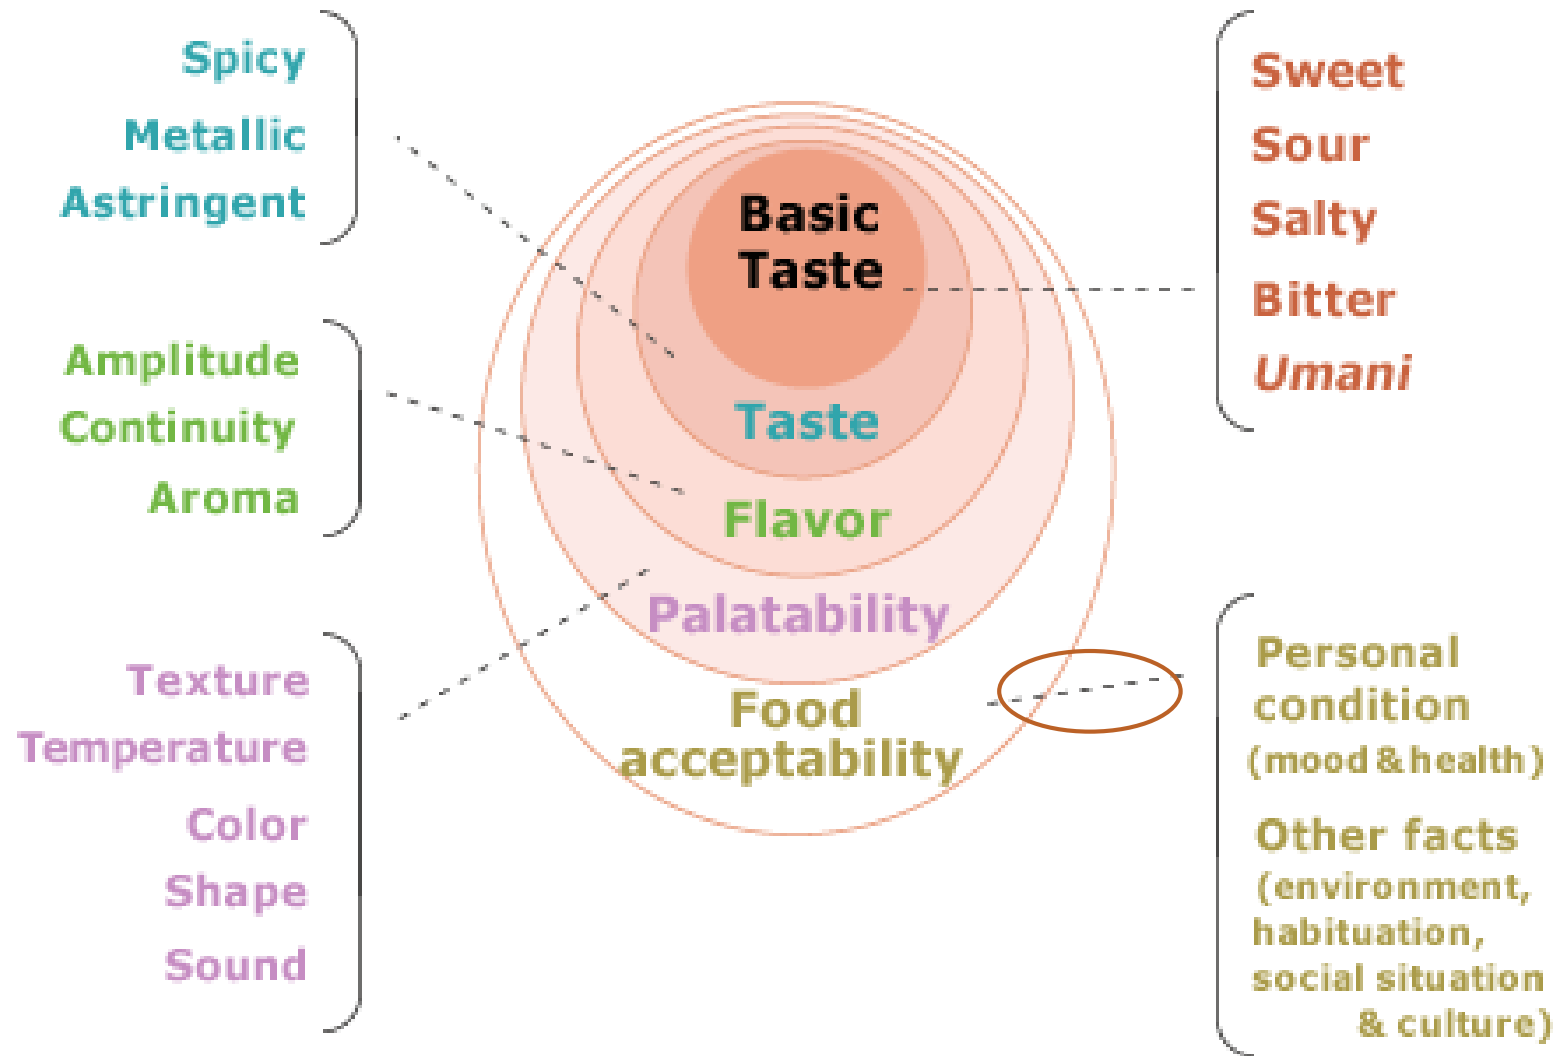 Spicy
Metallic
Astringent
Amplitude
Continuity
Aroma
Texture
Temperature
Color
Shape
Sound
Basic
Taste
Taste
Flavor
Palatability
Food
acceptability
Sweet
Sour
Salty
Bitter
Umani
Personal
condition
(mood & health)
Other facts
(environment,
habituation,
social situation
& culture)